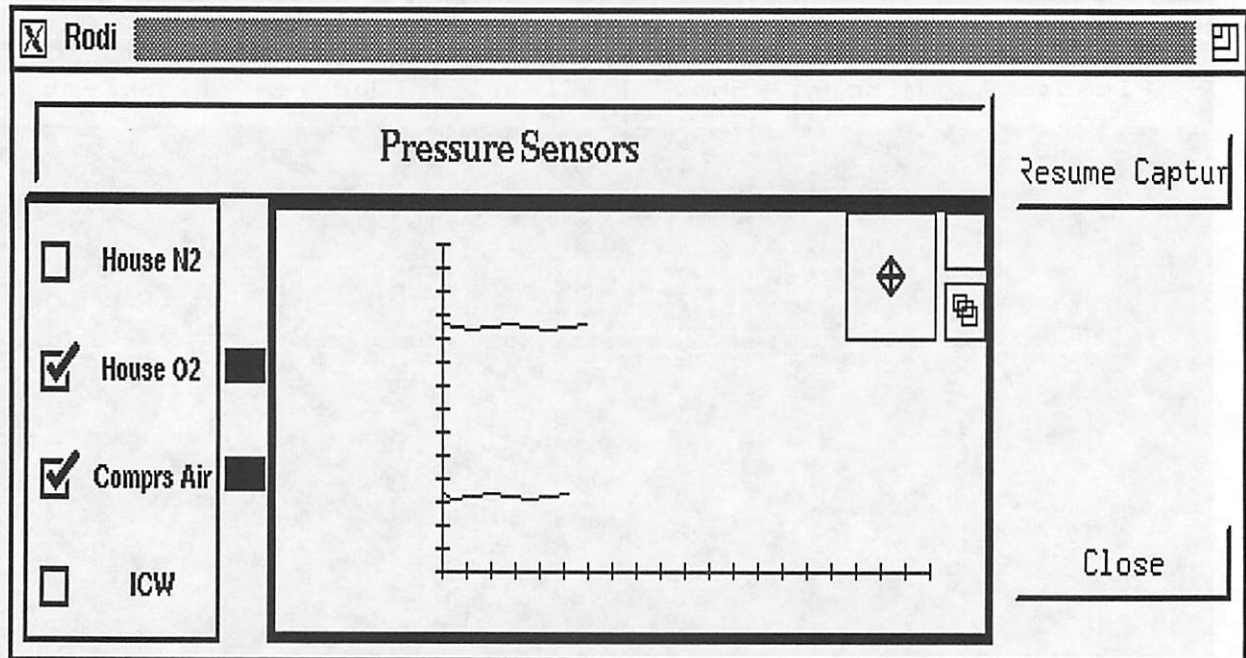 Rodi
Pressure Sensors
Resume Captur
House N2
House O2
Comprs Air
ICW
Close